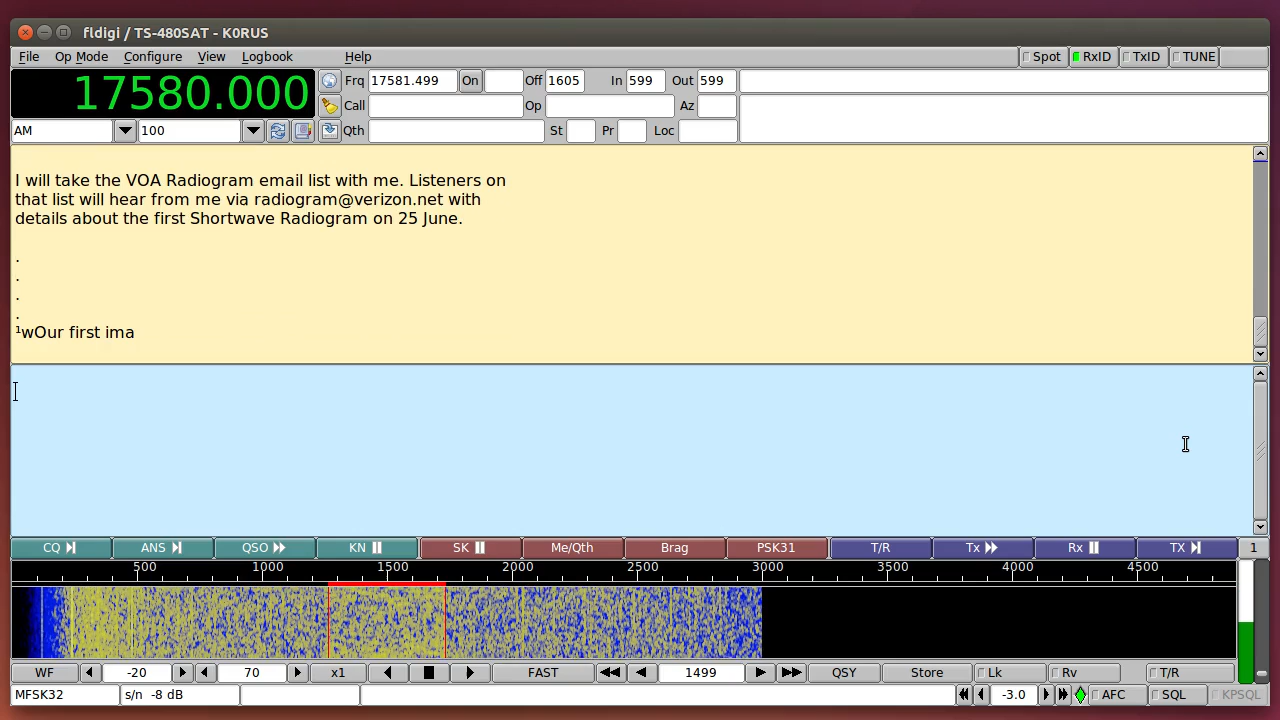 fldigi / TS-480SAT - K0RUS
File Op Mode Configure View Logbook Help Spot RxID TxID TUNE
17580.000
Frq 17581.499 On Off 1605 In 599 Out 599
Call Op Az
AM 100 Qth St Pr Loc
I will take the VOA Radiogram email list with me. Listeners on
that list will hear from me via radiogram@verizon.net with
details about the first Shortwave Radiogram on 25 June.
.
.
.
.
¹wOur first ima
CQ ANS QSO KN SK Me/Qth Brag PSK31 T/R Tx Rx TX 1
500 1000 1500 2000 2500 3000 3500 4000 4500
WF -20 70 x1 FAST 1499 QSY Store Lk Rv T/R
MFSK32 s/n -8 dB -3.0 AFC SQL KPSQL